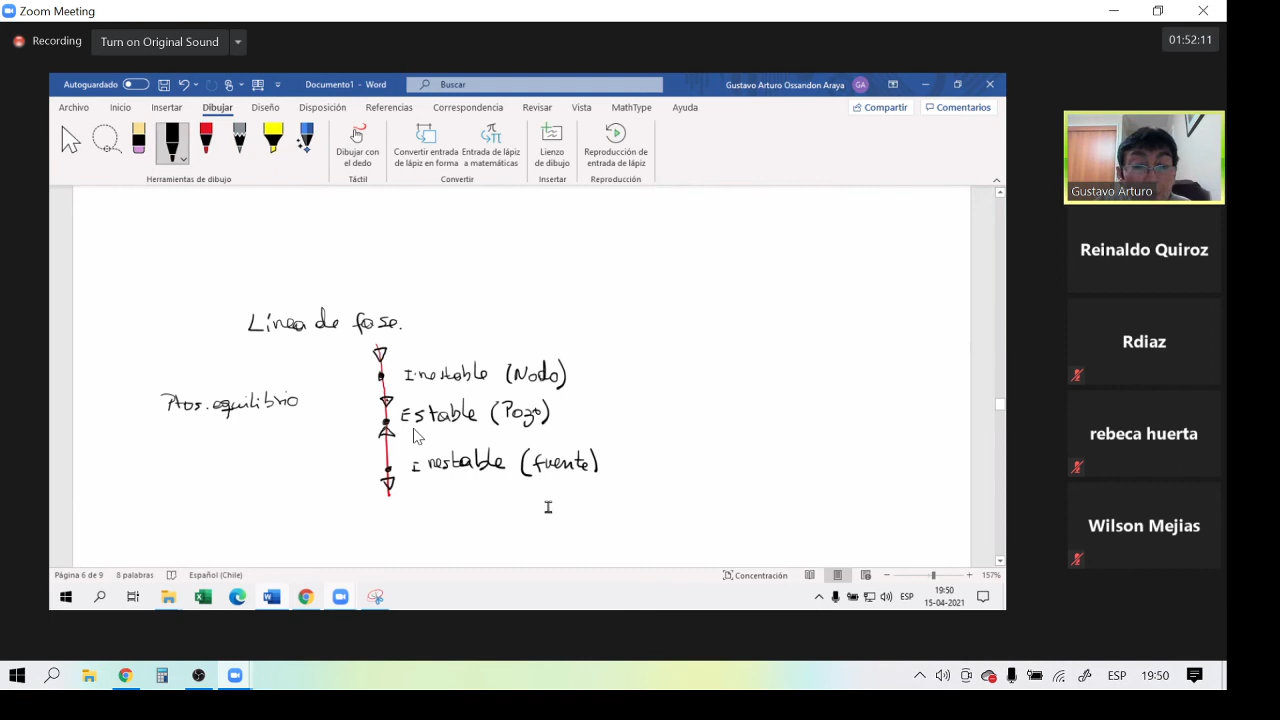 Zoom Meeting
Recording
Turn on Original Sound
01:52:11
Autoguardado
Documento1 - Word
Buscar
Gustavo Arturo Ossandon Araya
GA
Archivo
Inicio
Insertar
Dibujar
Diseño
Disposición
Referencias
Correspondencia
Revisar
Vista
MathType
Ayuda
Compartir
Comentarios
Dibujar con el dedo
Convertir entrada de lápiz en forma
Entrada de lápiz a matemáticas
Lienzo de dibujo
Reproducción de entrada de lápiz
Herramientas de dibujo
Táctil
Convertir
Insertar
Reproducción
Línea de fase.
Inestable (Nodo)
Ptos. equilibrio
Estable (Pozo)
Inestable (fuente)
Página 6 de 9
8 palabras
Español (Chile)
Concentración
157%
ESP
19:50
15-04-2021
Gustavo Arturo
Reinaldo Quiroz
Rdiaz
rebeca huerta
Wilson Mejias
ESP
19:50